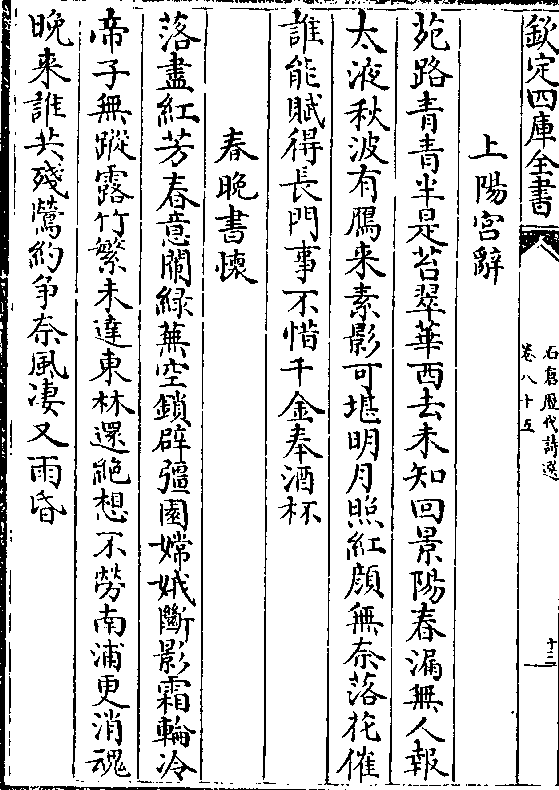 欽定四庫全書
石倉歷代詩選
卷八十五
十三
上陽宮辭
苑路青青半是苔翠華西去未知回景陽春漏無人報
太液秋波有鴈来素影可堪明月照紅顔無奈落花催
誰能賦得長門事不惜千金奉酒杯
春晚書懷
落盡紅芳春意闌綠蕪空鎖辟彊園嫦娥斷影霜輪冷
帝子無蹤露竹繁未達東林還絕想不勞南浦更消魂
晚来誰共殘鶯約争奈風凄又雨昏